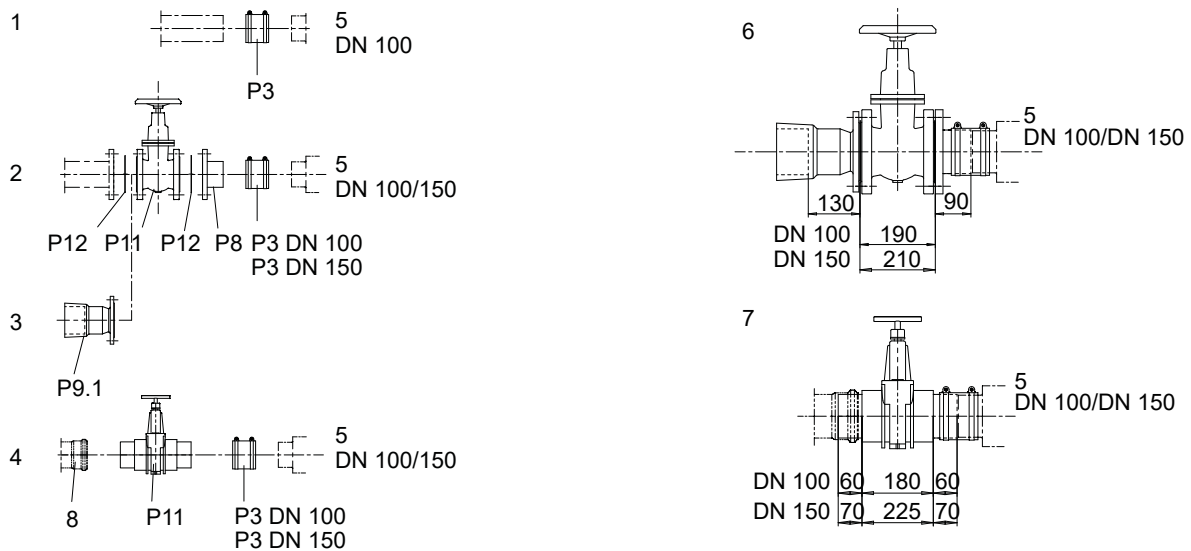 1
5
DN 100
P3
2
5
DN 100/150
P12 P11 P12 P8 P3 DN 100
P3 DN 150
3
P9.1
4
5
DN 100/150
8 P11 P3 DN 100
P3 DN 150
6
5
DN 100/DN 150
130 90
DN 100 190
DN 150 210
7
5
DN 100/DN 150
DN 100 60 180 60
DN 150 70 225 70